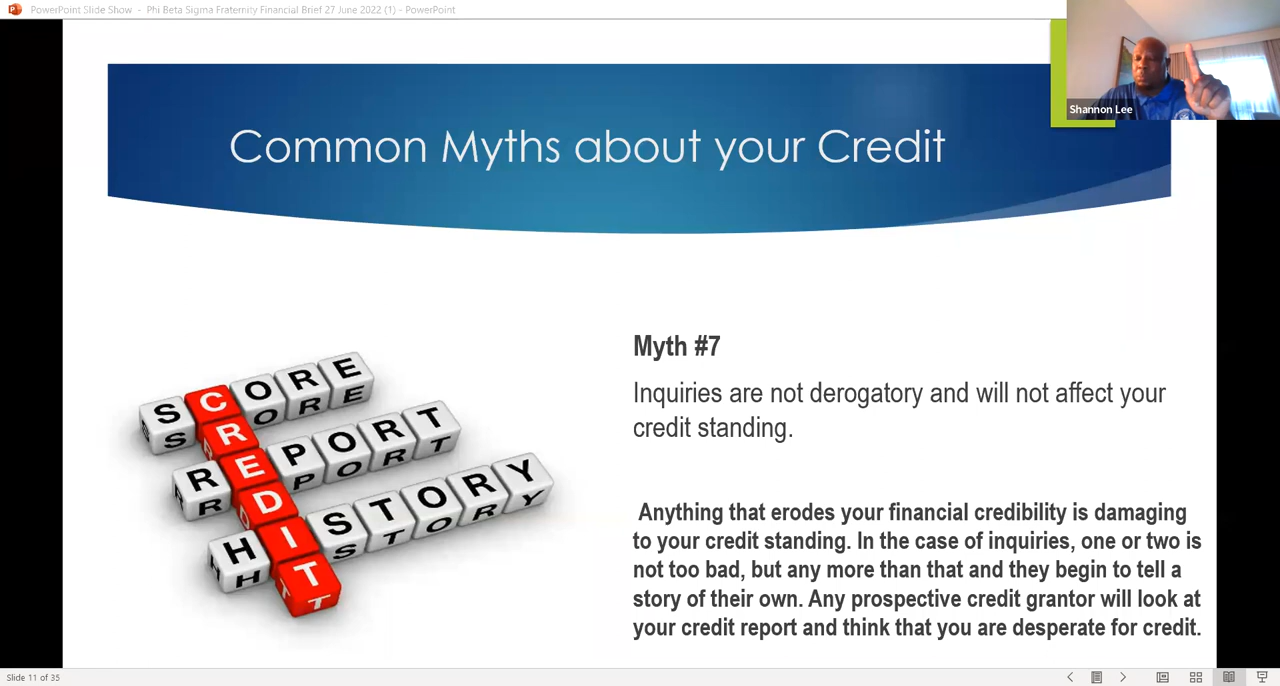 PowerPoint Slide Show - Phi Beta Sigma Fraternity Financial Brief 27 June 2022 (1) - PowerPoint
Shannon Lee
Common Myths about your Credit
SCORE
REPORT
HISTORY
CREDIT
Myth #7
Inquiries are not derogatory and will not affect your
credit standing.
Anything that erodes your financial credibility is damaging
to your credit standing. In the case of inquiries, one or two is
not too bad, but any more than that and they begin to tell a
story of their own. Any prospective credit grantor will look at
your credit report and think that you are desperate for credit.
Slide 11 of 35